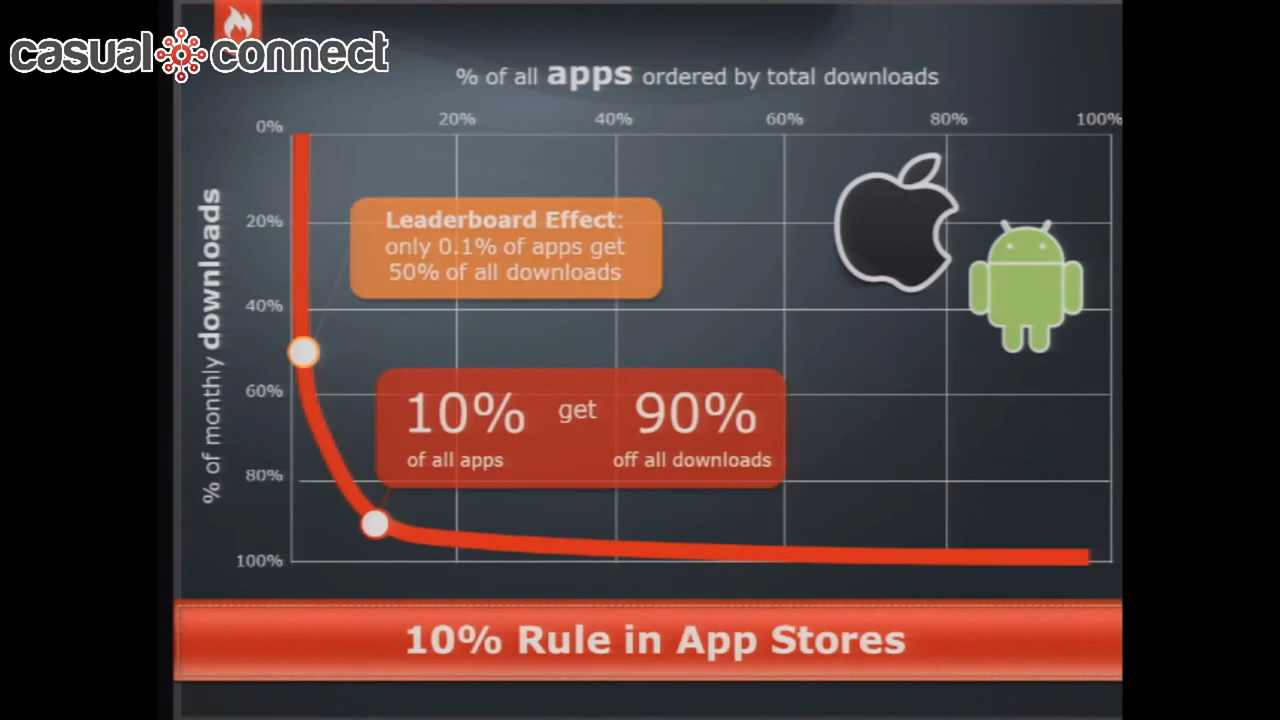 casual connect
% of all apps ordered by total downloads
0% 20% 40% 60% 80% 100%
20%
40%
60%
80%
100%
% of monthly downloads
Leaderboard Effect:
only 0.1% of apps get
50% of all downloads
10% get 90%
of all apps off all downloads
10% Rule in App Stores